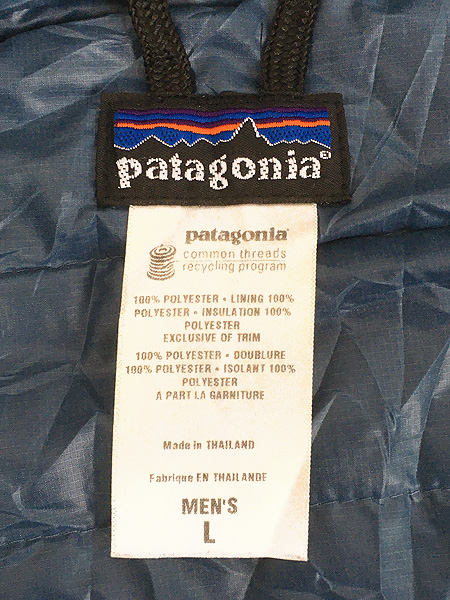 patagonia®
patagonia®
common threads
recycling program
100% POLYESTER • LINING 100%
POLYESTER • INSULATION 100%
POLYESTER
EXCLUSIVE OF TRIM
100% POLYESTER • DOUBLURE
100% POLYESTER • ISOLANT 100%
POLYESTER
A PART LA GARNITURE
Made in THAILAND
Fabrique EN THAILANDE
MEN'S
L